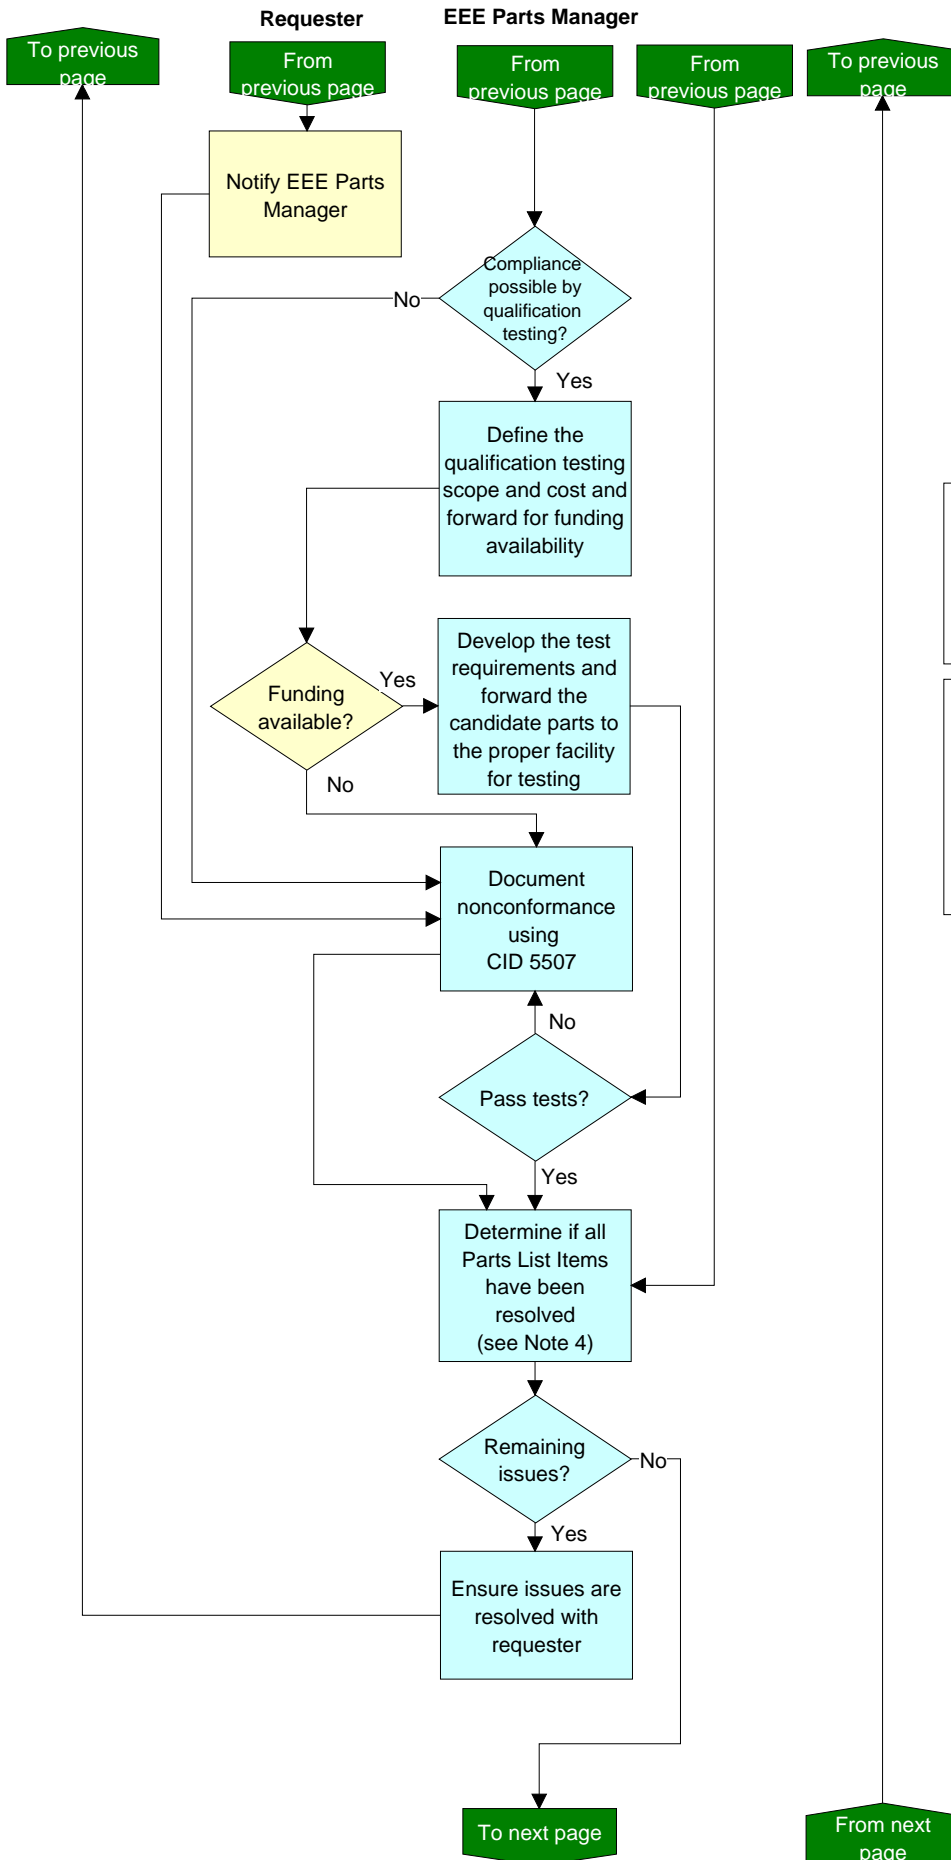 Requester
EEE Parts Manager
To previous
page
From
previous page
From
previous page
From
previous page
To previous
page
Notify EEE Parts
Manager
Compliance
possible by
qualification
testing?
No
Yes
Define the
qualification testing
scope and cost and
forward for funding
availability
Funding
available?
Yes
No
Develop the test
requirements and
forward the
candidate parts to
the proper facility
for testing
Document
nonconformance
using
CID 5507
No
Pass tests?
Yes
Determine if all
Parts List Items
have been
resolved
(see Note 4)
Remaining
issues?
No
Yes
Ensure issues are
resolved with
requester
To next page
From next
page